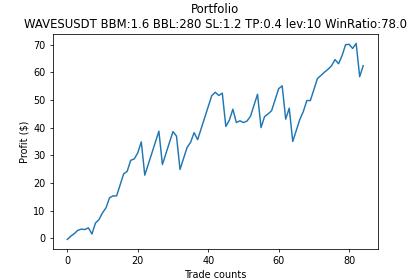 Portfolio
WAVESUSDT BBM:1.6 BBL:280 SL:1.2 TP:0.4 lev:10 WinRatio:78.0
Profit ($)
70
60
50
40
30
20
10
0
0 20 40 60 80
Trade counts